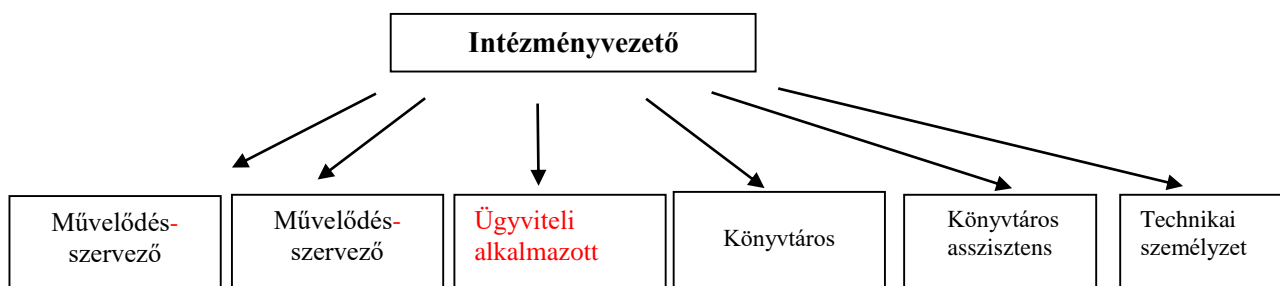 Intézményvezető
Művelődés-
szervező
Művelődés-
szervező
Ügyviteli
alkalmazott
Könyvtáros
Könyvtáros
asszisztens
Technikai
személyzet